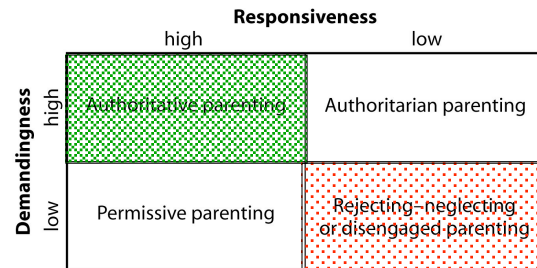 Responsiveness
high low
Demandingness
high
Authoritative parenting Authoritarian parenting
low
Permissive parenting
Rejecting–neglecting
or disengaged parenting